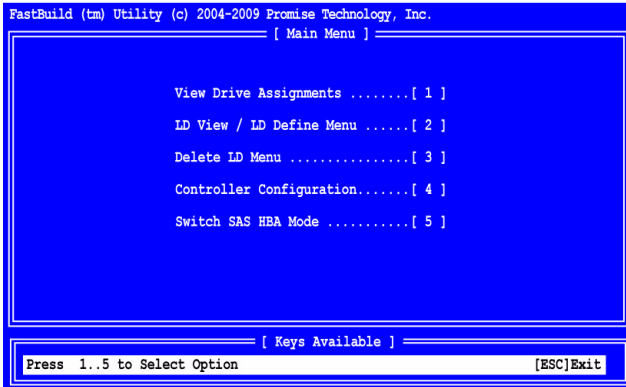 FastBuild (tm) Utility (c) 2004-2009 Promise Technology, Inc.
[ Main Menu ]
View Drive Assignments ........[ 1 ]
LD View / LD Define Menu ......[ 2 ]
Delete LD Menu ................[ 3 ]
Controller Configuration.......[ 4 ]
Switch SAS HBA Mode ...........[ 5 ]
[ Keys Available ]
Press 1..5 to Select Option [ESC]Exit